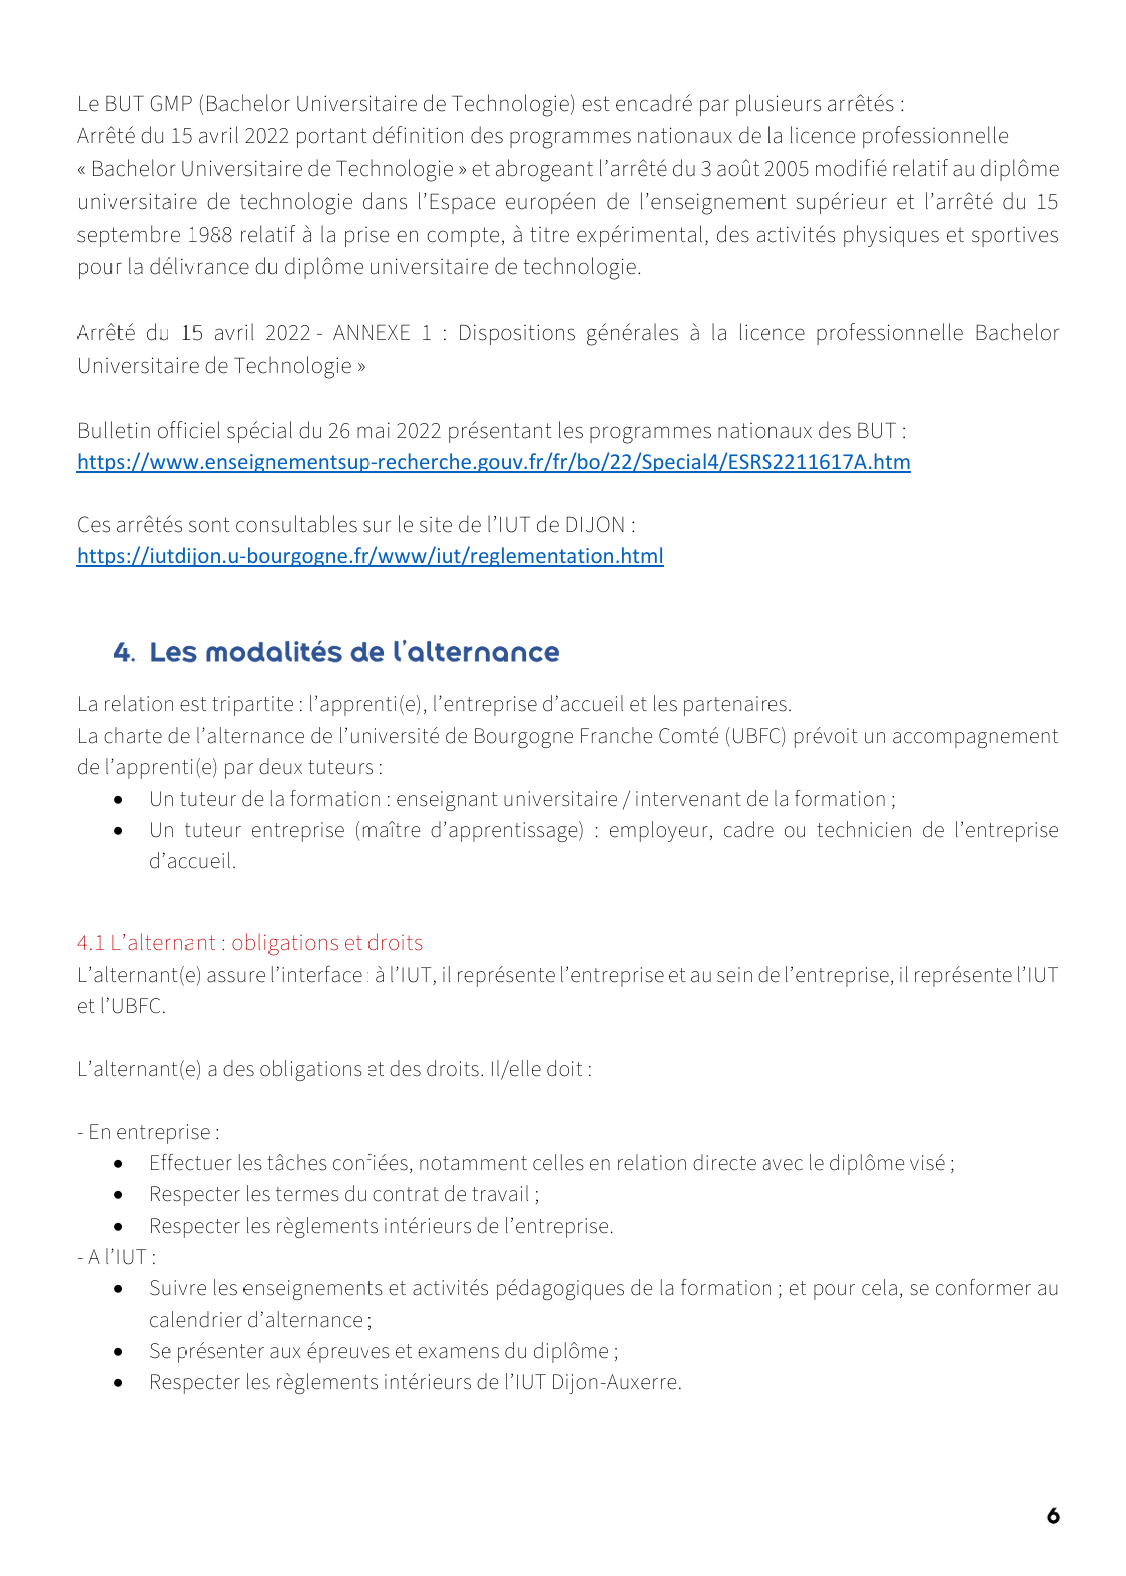 Le BUT GMP (Bachelor Universitaire de Technologie) est encadré par plusieurs arrêtés :
Arrêté du 15 avril 2022 portant définition des programmes nationaux de la licence professionnelle
« Bachelor Universitaire de Technologie » et abrogeant l’arrêté du 3 août 2005 modifié relatif au diplôme
universitaire de technologie dans l’Espace européen de l’enseignement supérieur et l’arrêté du 15
septembre 1988 relatif à la prise en compte, à titre expérimental, des activités physiques et sportives
pour la délivrance du diplôme universitaire de technologie.
Arrêté du 15 avril 2022 - ANNEXE 1 : Dispositions générales à la licence professionnelle Bachelor
Universitaire de Technologie »
Bulletin officiel spécial du 26 mai 2022 présentant les programmes nationaux des BUT :
https://www.enseignementsup-recherche.gouv.fr/fr/bo/22/Special4/ESRS2211617A.htm
Ces arrêtés sont consultables sur le site de l’IUT de DIJON :
https://iutdijon.u-bourgogne.fr/www/iut/reglementation.html
4. Les modalités de l’alternance
La relation est tripartite : l’apprenti(e), l’entreprise d’accueil et les partenaires.
La charte de l’alternance de l’université de Bourgogne Franche Comté (UBFC) prévoit un accompagnement
de l’apprenti(e) par deux tuteurs :
• Un tuteur de la formation : enseignant universitaire / intervenant de la formation ;
• Un tuteur entreprise (maître d’apprentissage) : employeur, cadre ou technicien de l’entreprise
d’accueil.
4.1 L’alternant : obligations et droits
L’alternant(e) assure l’interface : à l’IUT, il représente l’entreprise et au sein de l’entreprise, il représente l’IUT
et l’UBFC.
L’alternant(e) a des obligations et des droits. Il/elle doit :
- En entreprise :
• Effectuer les tâches confiées, notamment celles en relation directe avec le diplôme visé ;
• Respecter les termes du contrat de travail ;
• Respecter les règlements intérieurs de l’entreprise.
- A l’IUT :
• Suivre les enseignements et activités pédagogiques de la formation ; et pour cela, se conformer au
calendrier d’alternance ;
• Se présenter aux épreuves et examens du diplôme ;
• Respecter les règlements intérieurs de l’IUT Dijon-Auxerre.
6